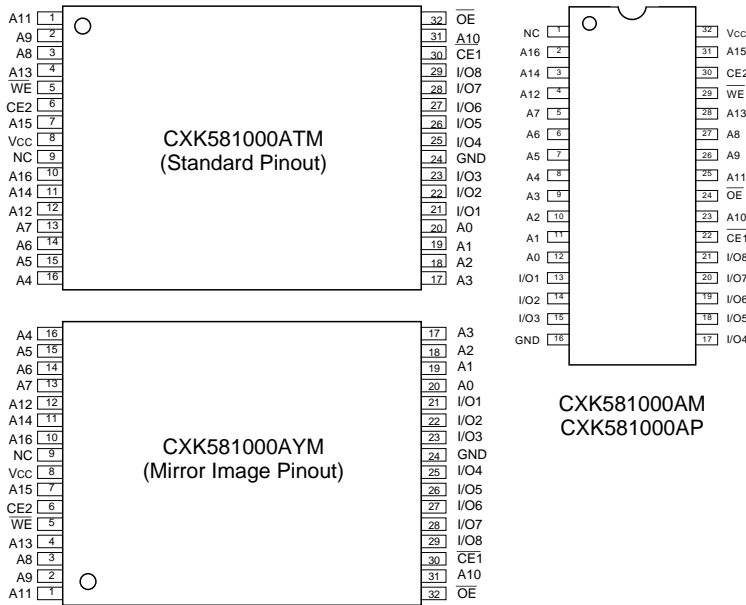 A11 1 32 OE
A9 2 31 A10
A8 3 30 CE1
A13 4 29 I/O8
WE 5 28 I/O7
CE2 6 27 I/O6
A15 7 26 I/O5
Vcc 8 25 I/O4
NC 9 24 GND
A16 10 23 I/O3
A14 11 22 I/O2
A12 12 21 I/O1
A7 13 20 A0
A6 14 19 A1
A5 15 18 A2
A4 16 17 A3
CXK581000ATM
(Standard Pinout)
NC 1 32 Vcc
A16 2 31 A15
A14 3 30 CE2
A12 4 29 WE
A7 5 28 A13
A6 6 27 A8
A5 7 26 A9
A4 8 25 A11
A3 9 24 OE
A2 10 23 A10
A1 11 22 CE1
A0 12 21 I/O8
I/O1 13 20 I/O7
I/O2 14 19 I/O6
I/O3 15 18 I/O5
GND 16 17 I/O4
CXK581000AM
CXK581000AP
A4 16 17 A3
A5 15 18 A2
A6 14 19 A1
A7 13 20 A0
A12 12 21 I/O1
A14 11 22 I/O2
A16 10 23 I/O3
NC 9 24 GND
Vcc 8 25 I/O4
A15 7 26 I/O5
CE2 6 27 I/O6
WE 5 28 I/O7
A13 4 29 I/O8
A8 3 30 CE1
A9 2 31 A10
A11 1 32 OE
CXK581000AYM
(Mirror Image Pinout)